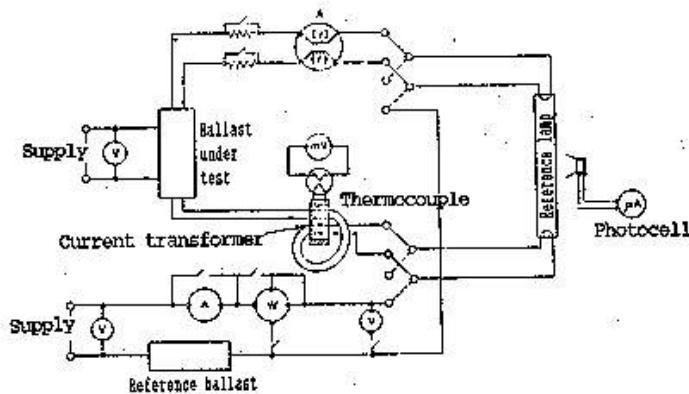 A
Supply
V
Ballast
under
test
mV
Thermocouple
Current transformer
Reference lamp
μA
Photocell
A
W
Supply
V
V
Reference ballast